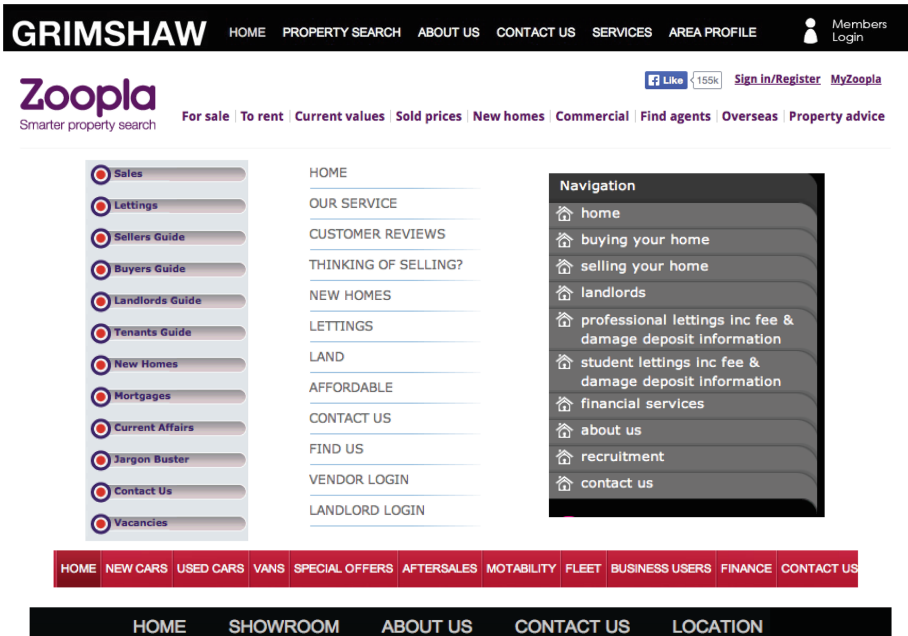 GRIMSHAW HOME PROPERTY SEARCH ABOUT US CONTACT US SERVICES AREA PROFILE Members
Login
Like 155k Sign in/Register MyZoopla
Zoopla
Smarter property search
For sale To rent Current values Sold prices New homes Commercial Find agents Overseas Property advice
Sales
Lettings
Sellers Guide
Buyers Guide
Landlords Guide
Tenants Guide
New Homes
Mortgages
Current Affairs
Jargon Buster
Contact Us
Vacancies
HOME
OUR SERVICE
CUSTOMER REVIEWS
THINKING OF SELLING?
NEW HOMES
LETTINGS
LAND
AFFORDABLE
CONTACT US
FIND US
VENDOR LOGIN
LANDLORD LOGIN
Navigation
home
buying your home
selling your home
landlords
professional lettings inc fee &
damage deposit information
student lettings inc fee &
damage deposit information
financial services
about us
recruitment
contact us
HOME NEW CARS USED CARS VANS SPECIAL OFFERS AFTERSALES MOTABILITY FLEET BUSINESS USERS FINANCE CONTACT US
HOME SHOWROOM ABOUT US CONTACT US LOCATION